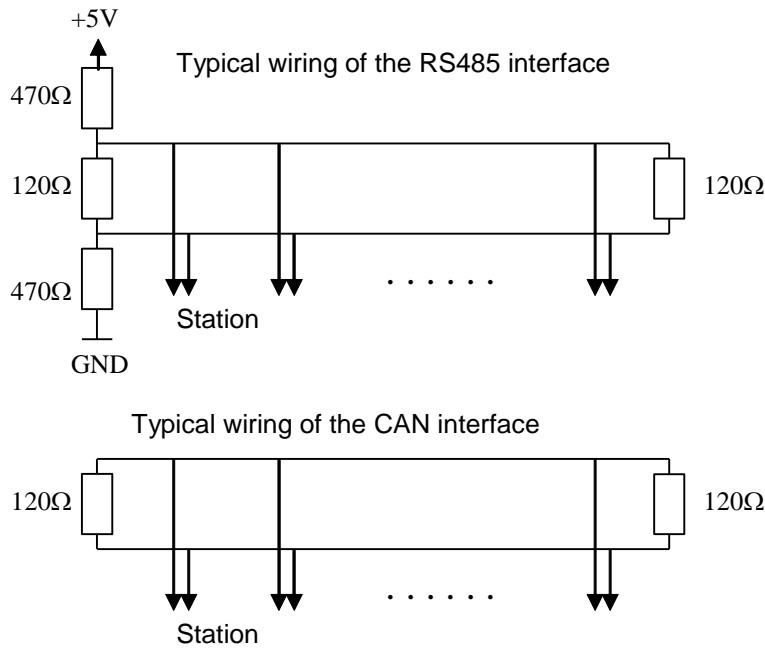 +5V
Typical wiring of the RS485 interface
470Ω
120Ω
120Ω
470Ω
. . . . . .
Station
GND
Typical wiring of the CAN interface
120Ω
120Ω
. . . . . .
Station